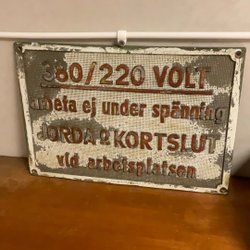 380/220 VOLT
arbeta ej under spänning
JORDA o KORTSLUT
vid arbetsplatsen